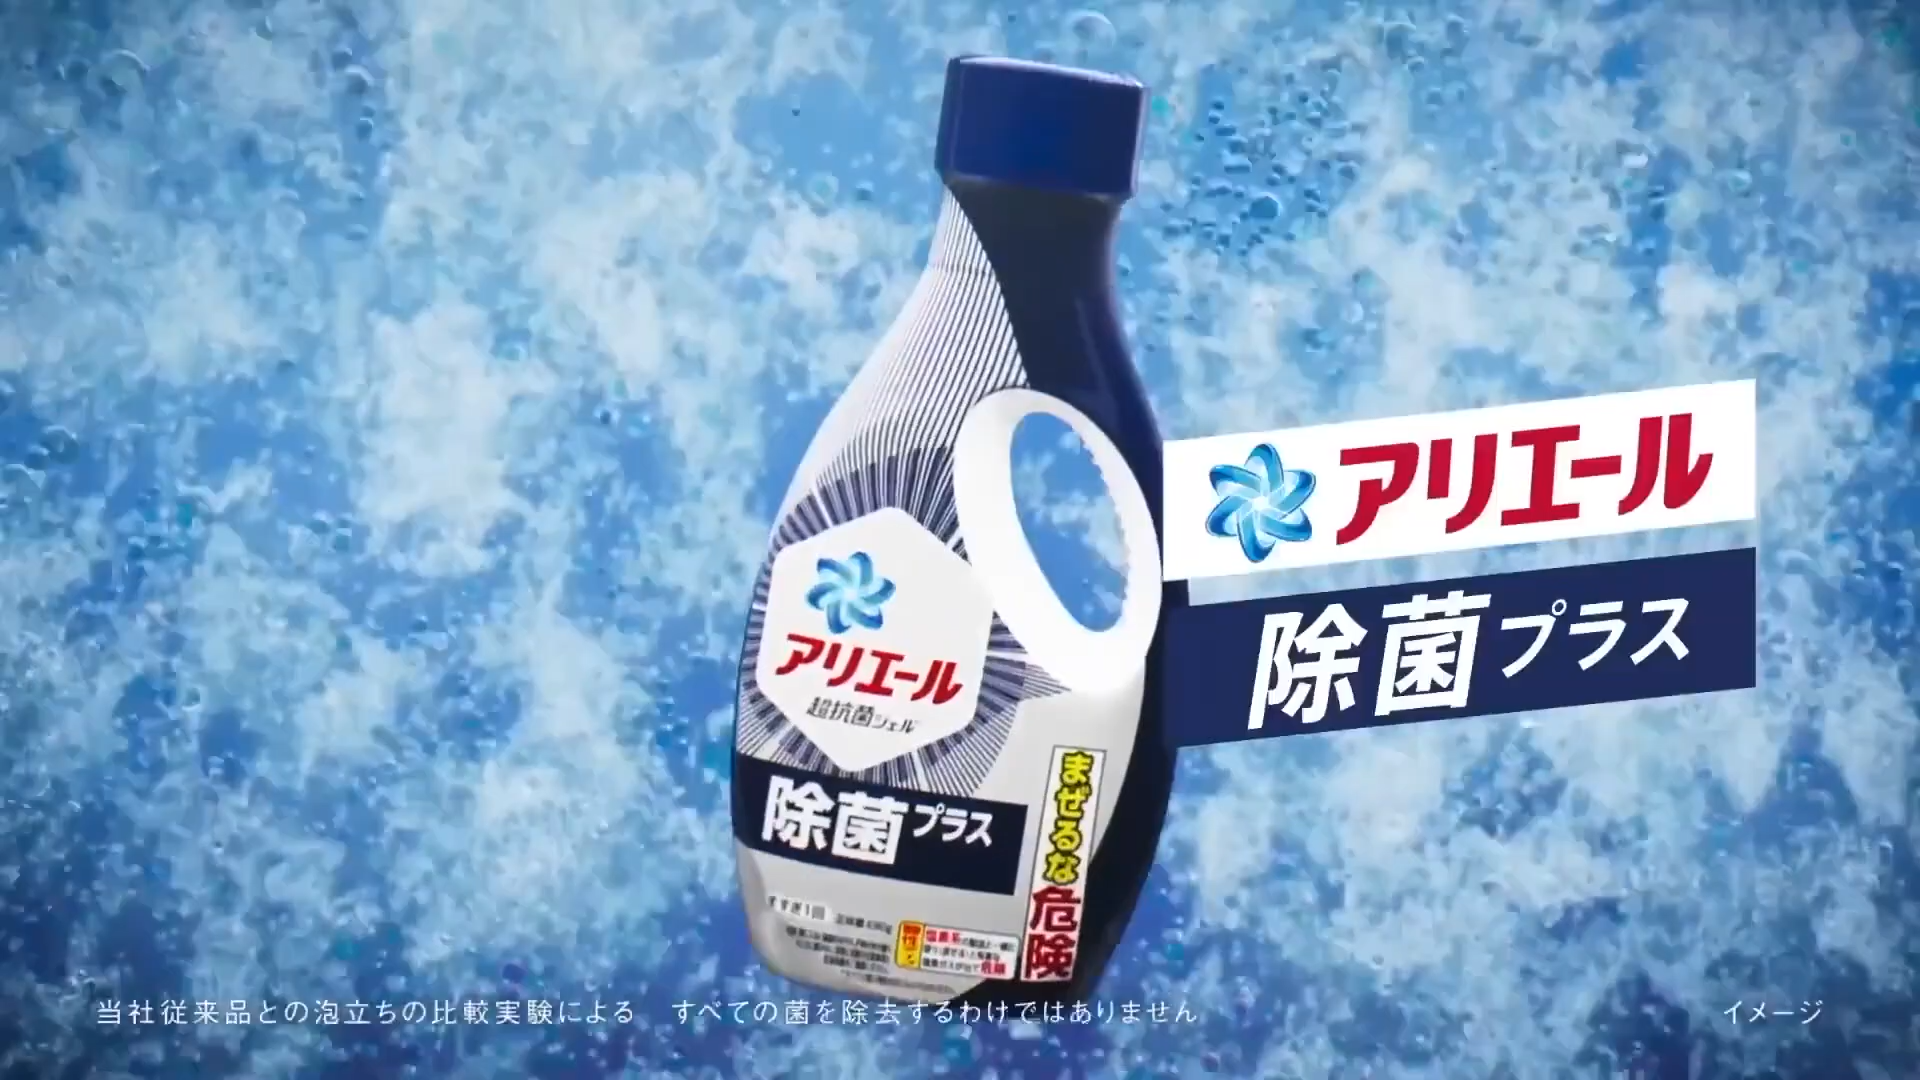 アリエール
除菌プラス
アリエール
超抗菌ジェル
除菌プラス
まぜるな
危険
すすぎ1回
当社従来品との泡立ちの比較実験による　すべての菌を除去するわけではありません
イメージ